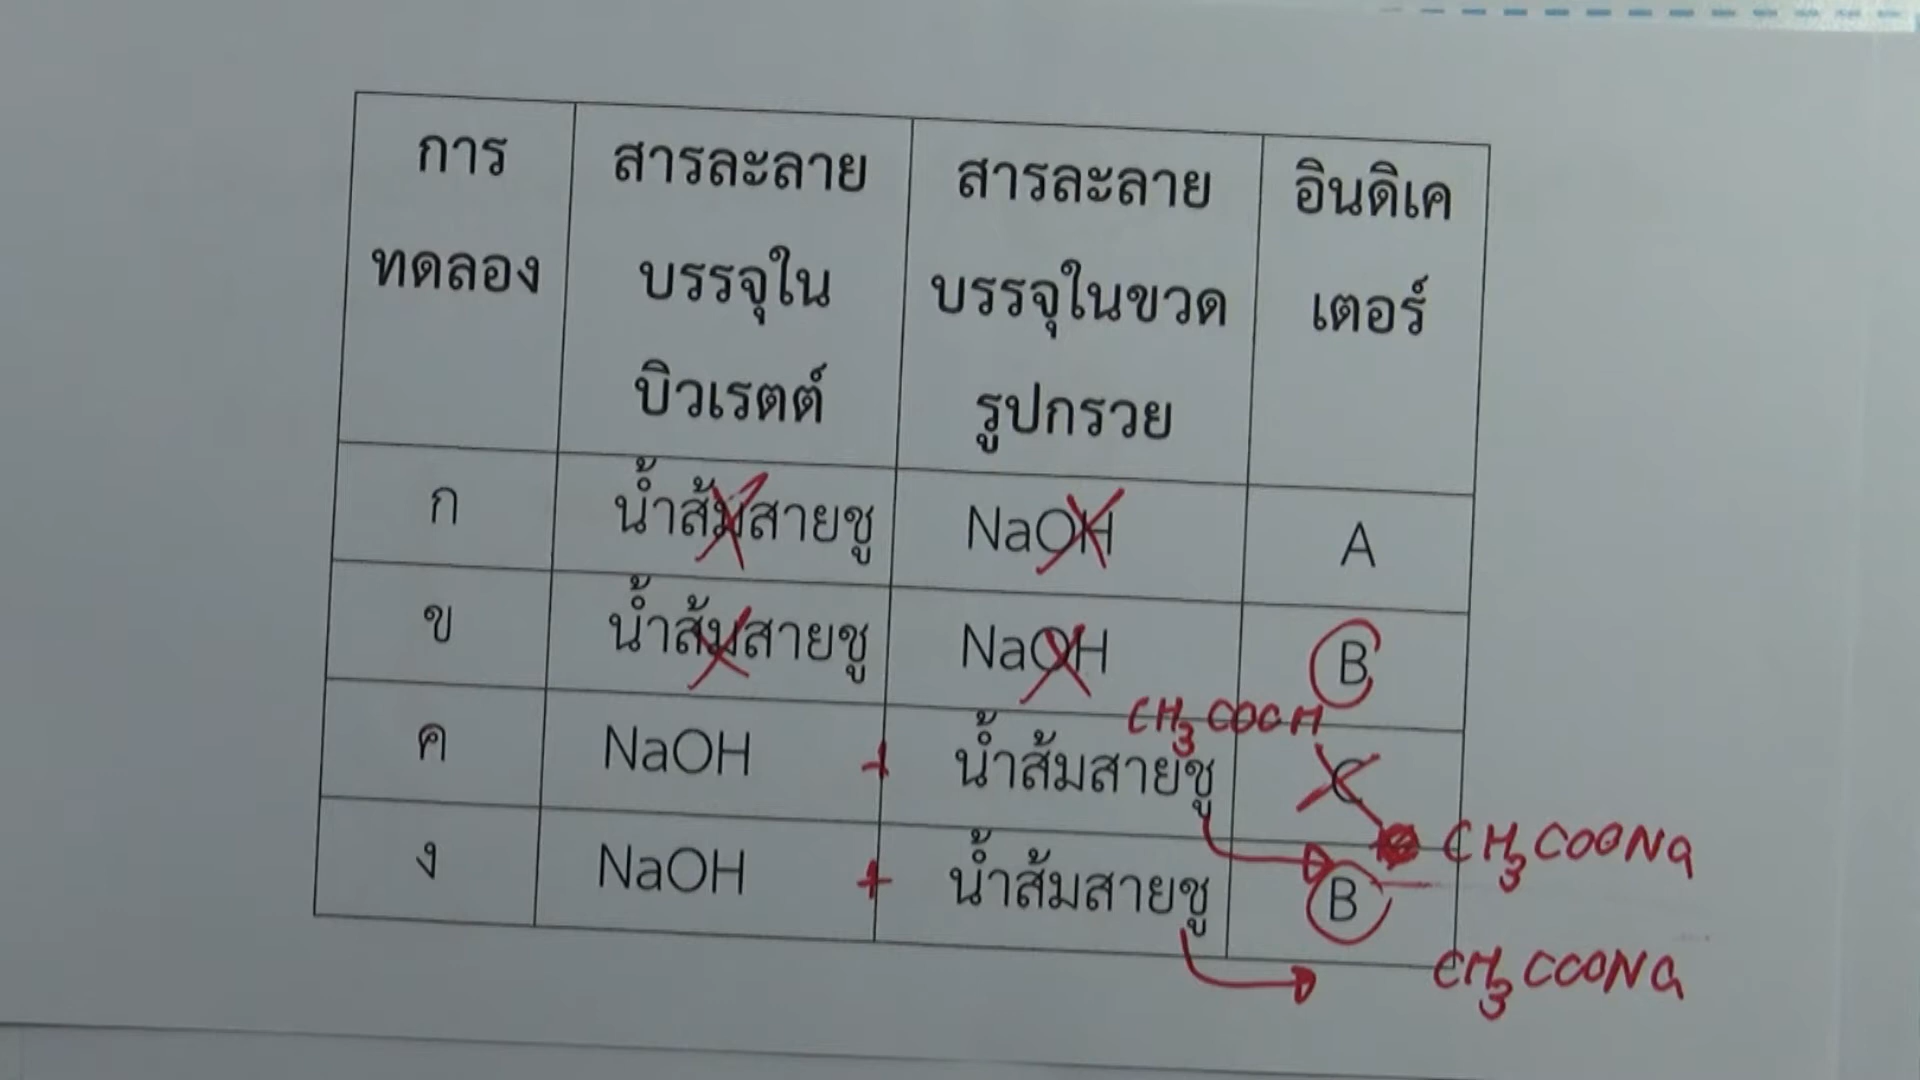 การ
ทดลอง
สารละลาย
บรรจุใน
บิวเรตต์
สารละลาย
บรรจุในขวด
รูปกรวย
อินดิเค
เตอร์
ก น้ำส้มสายชู NaOH A
ข น้ำส้มสายชู NaOH B
CH3COOH
ค NaOH + น้ำส้มสายชู C
CH3COONa
ง NaOH + น้ำส้มสายชู B
CH3COONa